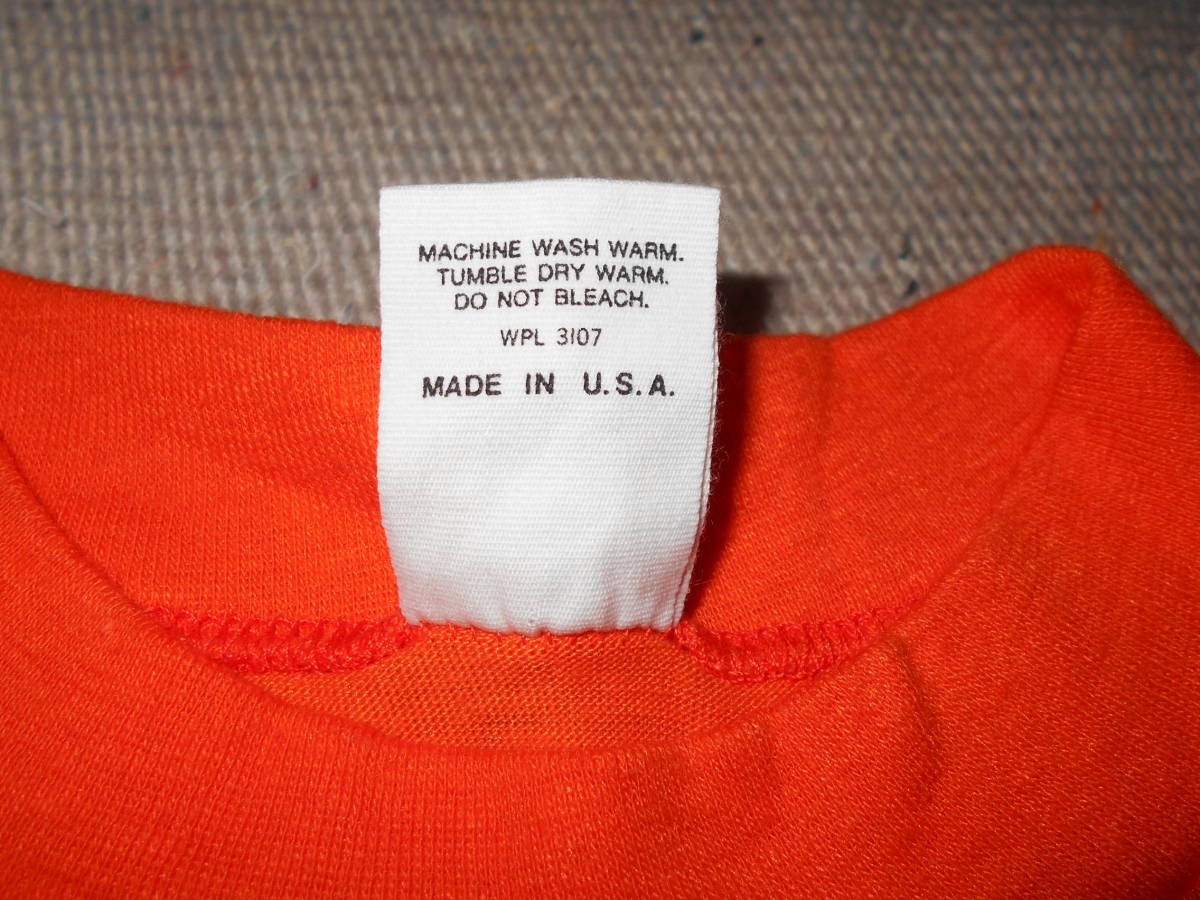 MACHINE WASH WARM.
TUMBLE DRY WARM.
DO NOT BLEACH.
WPL 3107
MADE IN U.S.A.